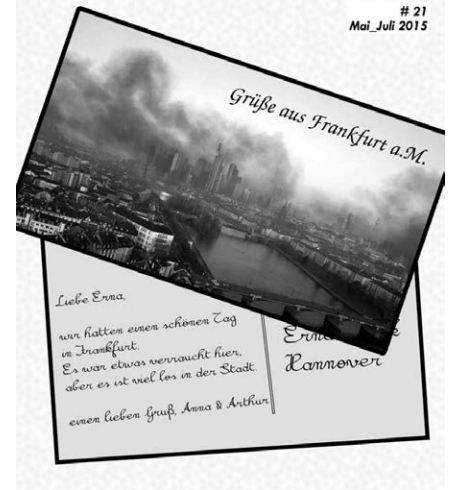 # 21
Mai_Juli 2015
Grüße aus Frankfurt a.M.
Liebe Erna,
wir hatten einen schönen Tag
in Frankfurt.
Es war etwas verraucht hier,
aber es ist viel los in der Stadt.
einen lieben Gruß, Anna & Arthur
Hannover